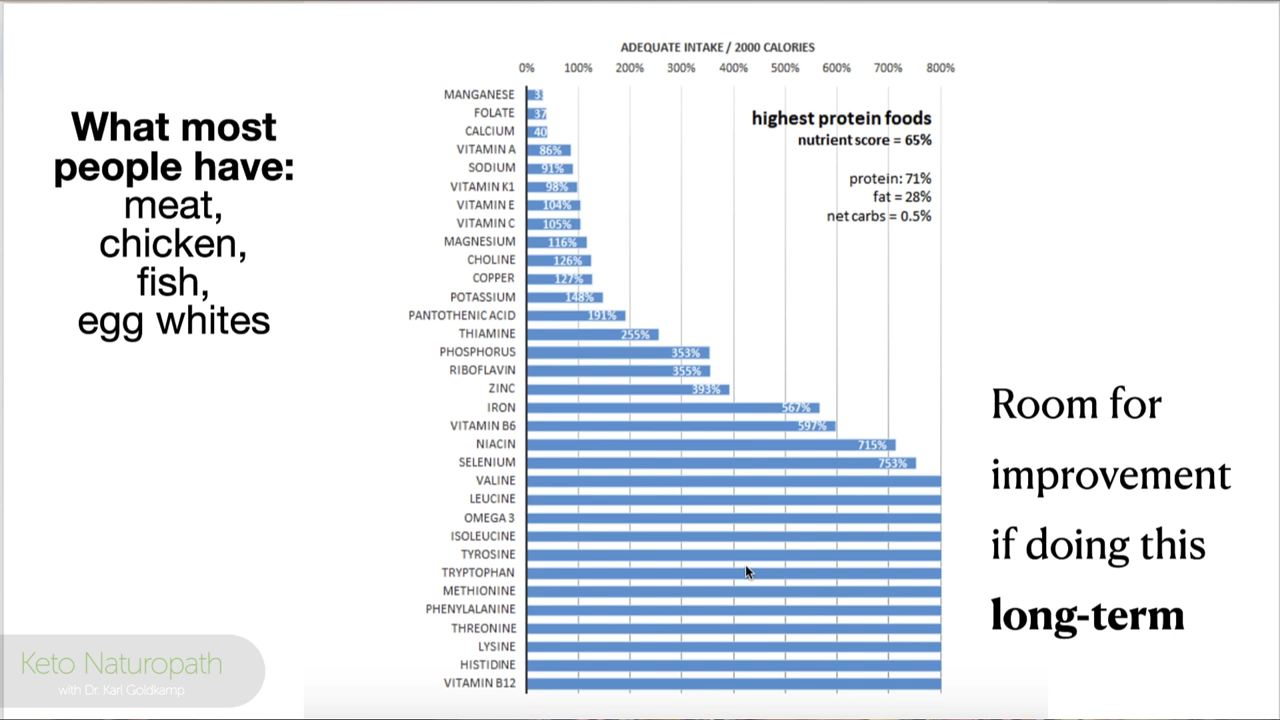 What most
people have:
meat,
chicken,
fish,
egg whites
ADEQUATE INTAKE / 2000 CALORIES
0% 100% 200% 300% 400% 500% 600% 700% 800%
MANGANESE 3
FOLATE 37
CALCIUM 40
VITAMIN A 86%
SODIUM 91%
VITAMIN K1 98%
VITAMIN E 104%
VITAMIN C 105%
MAGNESIUM 116%
CHOLINE 126%
COPPER 127%
POTASSIUM 148%
PANTOTHENIC ACID 191%
THIAMINE 255%
PHOSPHORUS 353%
RIBOFLAVIN 355%
ZINC 393%
IRON 567%
VITAMIN B6 597%
NIACIN 715%
SELENIUM 753%
VALINE
LEUCINE
OMEGA 3
ISOLEUCINE
TYROSINE
TRYPTOPHAN
METHIONINE
PHENYLALANINE
THREONINE
LYSINE
HISTIDINE
VITAMIN B12
highest protein foods
nutrient score = 65%
protein: 71%
fat = 28%
net carbs = 0.5%
Room for
improvement
if doing this
long-term
Keto Naturopath
with Dr. Karl Goldkamp